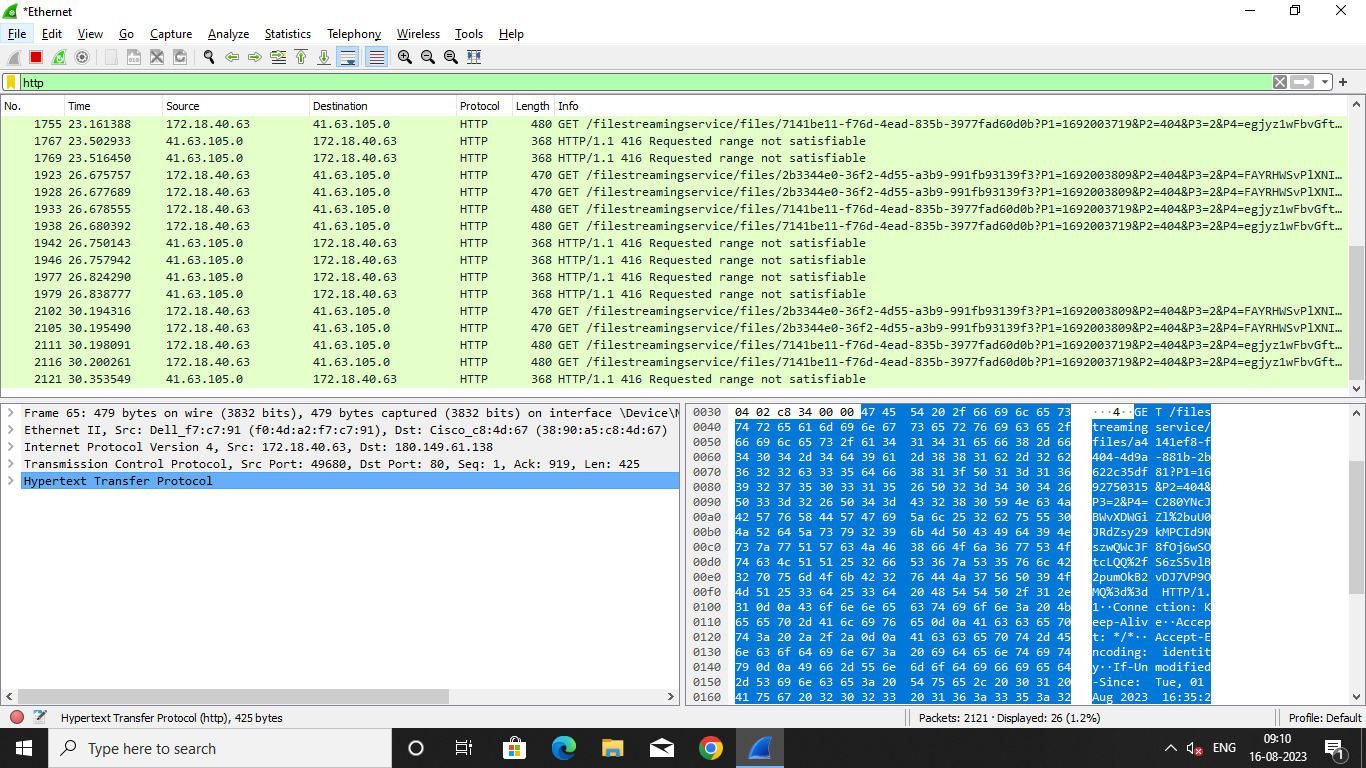 *Ethernet
File Edit View Go Capture Analyze Statistics Telephony Wireless Tools Help
http
No. Time Source Destination Protocol Length Info
1755 23.161388 172.18.40.63 41.63.105.0 HTTP 480 GET /filestreamingservice/files/7141be11-f76d-4ead-835b-3977fad60d0b?P1=1692003719&P2=404&P3=2&P4=egjyz1wFbvGft…
1767 23.502933 41.63.105.0 172.18.40.63 HTTP 368 HTTP/1.1 416 Requested range not satisfiable
1769 23.516450 41.63.105.0 172.18.40.63 HTTP 368 HTTP/1.1 416 Requested range not satisfiable
1923 26.675757 172.18.40.63 41.63.105.0 HTTP 470 GET /filestreamingservice/files/2b3344e0-36f2-4d55-a3b9-991fb93139f3?P1=1692003809&P2=404&P3=2&P4=FAYRHWSvPlXNI…
1928 26.677689 172.18.40.63 41.63.105.0 HTTP 470 GET /filestreamingservice/files/2b3344e0-36f2-4d55-a3b9-991fb93139f3?P1=1692003809&P2=404&P3=2&P4=FAYRHWSvPlXNI…
1933 26.678555 172.18.40.63 41.63.105.0 HTTP 480 GET /filestreamingservice/files/7141be11-f76d-4ead-835b-3977fad60d0b?P1=1692003719&P2=404&P3=2&P4=egjyz1wFbvGft…
1938 26.680392 172.18.40.63 41.63.105.0 HTTP 480 GET /filestreamingservice/files/7141be11-f76d-4ead-835b-3977fad60d0b?P1=1692003719&P2=404&P3=2&P4=egjyz1wFbvGft…
1942 26.750143 41.63.105.0 172.18.40.63 HTTP 368 HTTP/1.1 416 Requested range not satisfiable
1946 26.757942 41.63.105.0 172.18.40.63 HTTP 368 HTTP/1.1 416 Requested range not satisfiable
1977 26.824290 41.63.105.0 172.18.40.63 HTTP 368 HTTP/1.1 416 Requested range not satisfiable
1979 26.838777 41.63.105.0 172.18.40.63 HTTP 368 HTTP/1.1 416 Requested range not satisfiable
2102 30.194316 172.18.40.63 41.63.105.0 HTTP 470 GET /filestreamingservice/files/2b3344e0-36f2-4d55-a3b9-991fb93139f3?P1=1692003809&P2=404&P3=2&P4=FAYRHWSvPlXNI…
2105 30.195490 172.18.40.63 41.63.105.0 HTTP 470 GET /filestreamingservice/files/2b3344e0-36f2-4d55-a3b9-991fb93139f3?P1=1692003809&P2=404&P3=2&P4=FAYRHWSvPlXNI…
2111 30.198091 172.18.40.63 41.63.105.0 HTTP 480 GET /filestreamingservice/files/7141be11-f76d-4ead-835b-3977fad60d0b?P1=1692003719&P2=404&P3=2&P4=egjyz1wFbvGft…
2116 30.200261 172.18.40.63 41.63.105.0 HTTP 480 GET /filestreamingservice/files/7141be11-f76d-4ead-835b-3977fad60d0b?P1=1692003719&P2=404&P3=2&P4=egjyz1wFbvGft…
2121 30.353549 41.63.105.0 172.18.40.63 HTTP 368 HTTP/1.1 416 Requested range not satisfiable
Frame 65: 479 bytes on wire (3832 bits), 479 bytes captured (3832 bits) on interface \Device\N
Ethernet II, Src: Dell_f7:c7:91 (f0:4d:a2:f7:c7:91), Dst: Cisco_c8:4d:67 (38:90:a5:c8:4d:67)
Internet Protocol Version 4, Src: 172.18.40.63, Dst: 180.149.61.138
Transmission Control Protocol, Src Port: 49680, Dst Port: 80, Seq: 1, Ack: 919, Len: 425
Hypertext Transfer Protocol
0030 04 02 c8 34 00 00 47 45 54 20 2f 66 69 6c 65 73 ···4··GE T /files
0040 74 72 65 61 6d 69 6e 67 73 65 72 76 69 63 65 2f treaming service/
0050 66 69 6c 65 73 2f 61 34 31 34 31 65 66 38 2d 66 files/a4 141ef8-f
0060 34 30 34 2d 34 64 39 61 2d 38 38 31 62 2d 32 62 404-4d9a -881b-2b
0070 36 32 32 63 33 35 64 66 38 31 3f 50 31 3d 31 36 622c35df 81?P1=16
0080 39 32 37 35 30 33 31 35 26 50 32 3d 34 30 34 26 92750315 &P2=404&
0090 50 33 3d 32 26 50 34 3d 43 32 38 30 59 4e 63 4a P3=2&P4= C280YNcJ
00a0 42 57 76 58 44 57 47 69 5a 6c 25 32 62 75 55 30 BWvXDWGi Zl%2buU0
00b0 4a 52 64 5a 73 79 32 39 6b 4d 50 43 49 64 39 4e JRdZsy29 kMPCId9N
00c0 73 7a 77 51 57 63 4a 46 38 66 4f 6a 36 77 53 4f szwQWcJF 8fOj6wSO
00d0 74 63 4c 51 51 25 32 66 53 36 7a 53 35 76 6c 42 tcLQQ%2f S6zS5vlB
00e0 32 70 75 6d 4f 6b 42 32 76 44 4a 37 56 50 39 4f 2pumOkB2 vDJ7VP9O
00f0 4d 51 25 33 64 25 33 64 20 48 54 54 50 2f 31 2e MQ%3d%3d HTTP/1.
0100 31 0d 0a 43 6f 6e 6e 65 63 74 69 6f 6e 3a 20 4b 1··Conne ction: K
0110 65 65 70 2d 41 6c 69 76 65 0d 0a 41 63 63 65 70 eep-Aliv e··Accep
0120 74 3a 20 2a 2f 2a 0d 0a 41 63 63 65 70 74 2d 45 t: */*·· Accept-E
0130 6e 63 6f 64 69 6e 67 3a 20 69 64 65 6e 74 69 74 ncoding: identit
0140 79 0d 0a 49 66 2d 55 6e 6d 6f 64 69 66 69 65 64 y··If-Un modified
0150 2d 53 69 6e 63 65 3a 20 54 75 65 2c 20 30 31 20 -Since: Tue, 01
0160 41 75 67 20 32 30 32 33 20 31 36 3a 33 35 3a 32 Aug 2023 16:35:2
Hypertext Transfer Protocol (http), 425 bytes
Packets: 2121 · Displayed: 26 (1.2%)
Profile: Default
Type here to search
ENG
09:10
16-08-2023
1